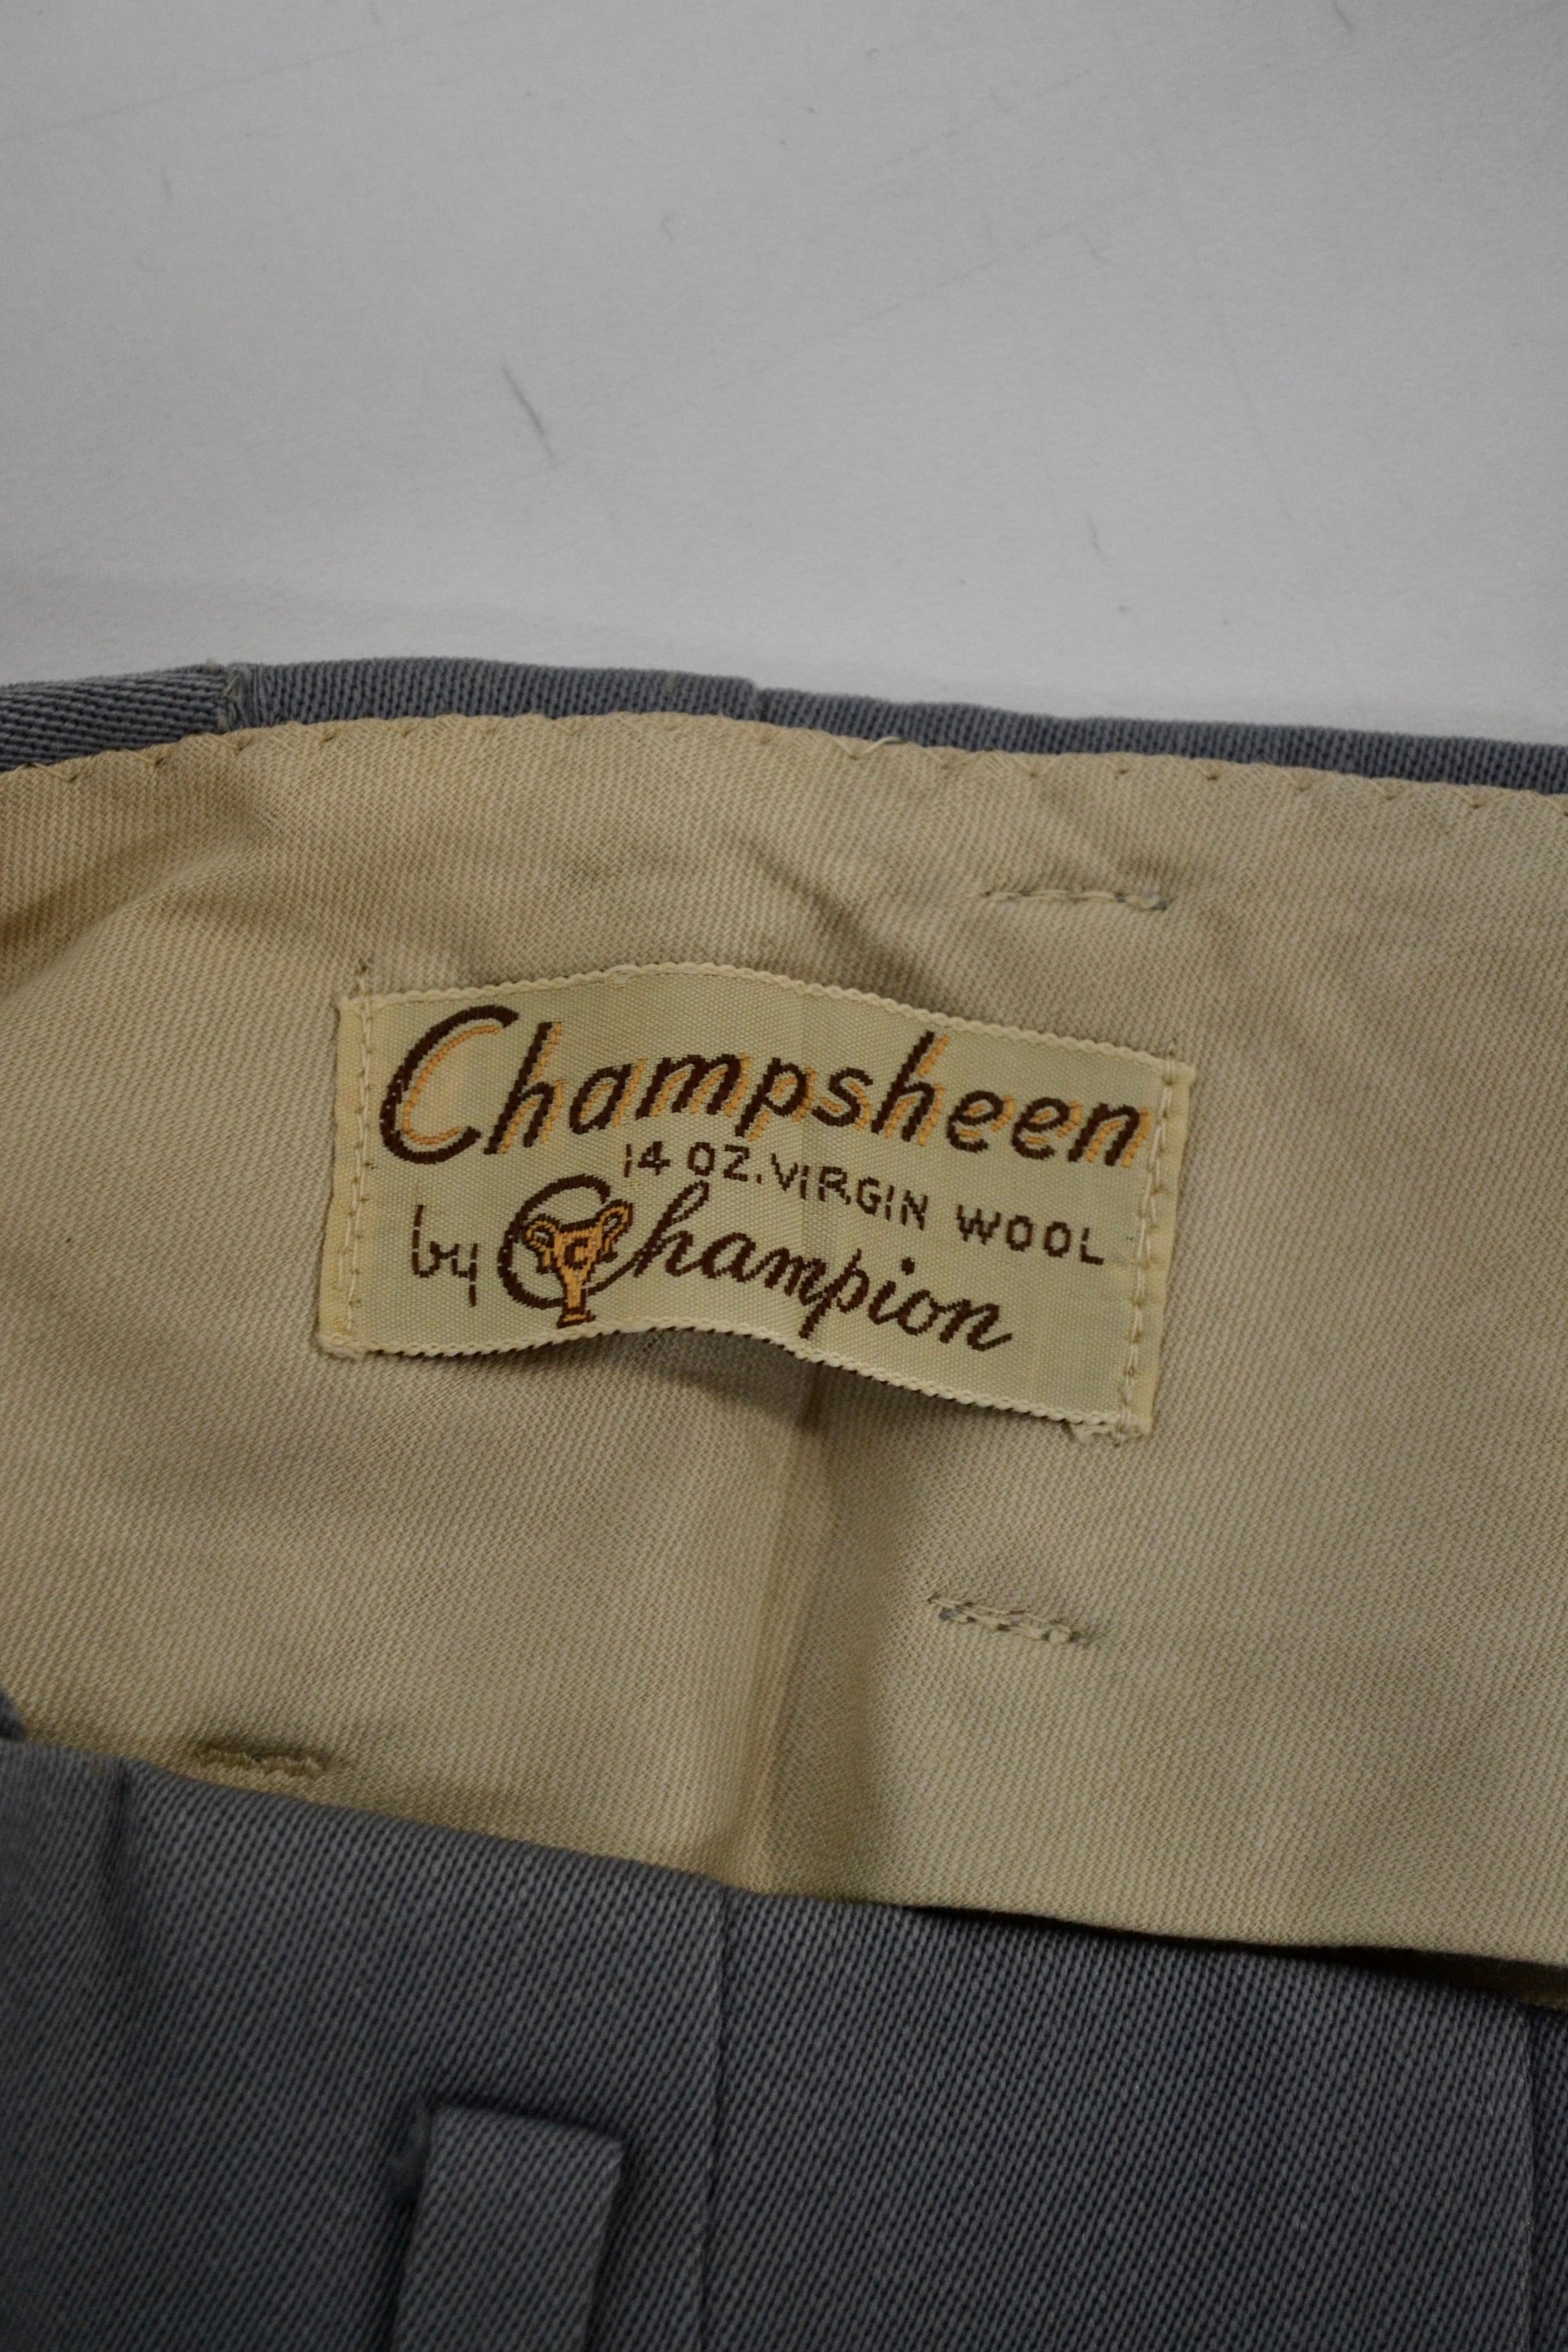 Champsheen
14 OZ. VIRGIN WOOL
by Champion
C